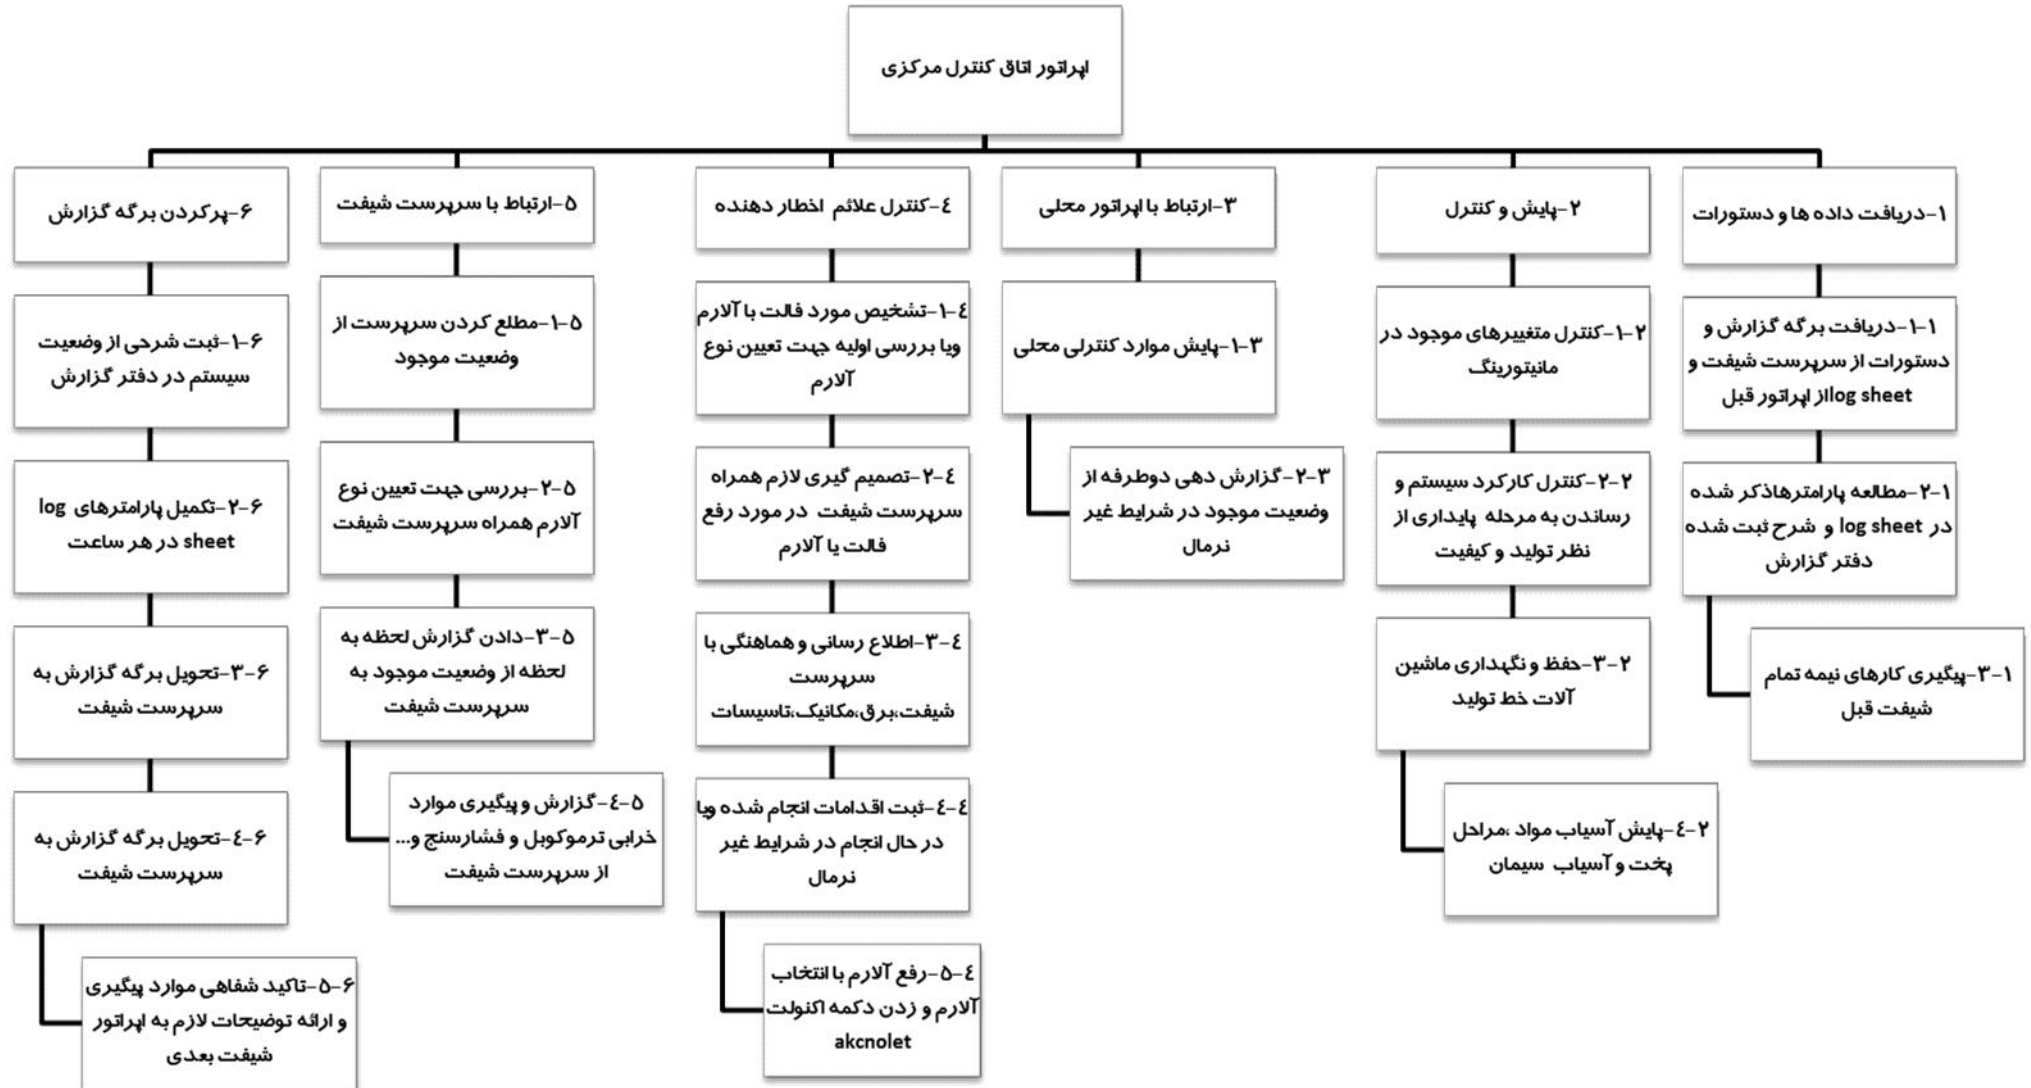 اپراتور اتاق کنترل مرکزی
۱-دریافت داده ها و دستورات
۱-۱-دریافت برگه گزارش و
دستورات از سرپرست شیفت و
log sheetاز اپراتور قبل
۲-۱-مطالعه پارامترهاذکر شده
در log sheet و شرح ثبت شده
دفتر گزارش
۳-۱-پیگیری کارهای نیمه تمام
شیفت قبل
۲-پایش و کنترل
۱-۲-کنترل متغییرهای موجود در
مانیتورینگ
۲-۲-کنترل کارکرد سیستم و
رساندن به مرحله پایداری از
نظر تولید و کیفیت
۳-۲-حفظ و نگهداری ماشین
آلات خط تولید
٤-۲-پایش آسیاب مواد ،مراحل
پخت و آسیاب سیمان
۳-ارتباط با اپراتور محلی
۱-۳-پایش موارد کنترلی محلی
۲-۳-گزارش دهی دوطرفه از
وضعیت موجود در شرایط غیر
نرمال
٤-کنترل علائم اخطار دهنده
۱-٤-تشخیص مورد فالت با آلارم
ویا بررسی اولیه جهت تعیین نوع
آلارم
۲-٤-تصمیم گیری لازم همراه
سرپرست شیفت در مورد رفع
فالت یا آلارم
۳-٤-اطلاع رسانی و هماهنگی با
سرپرست
شیفت،برق،مکانیک،تاسیسات
٤-٤-ثبت اقدامات انجام شده ویا
در حال انجام در شرایط غیر
نرمال
۵-٤-رفع آلارم با انتخاب
آلارم و زدن دکمه اکنولت
akcnolet
۵-ارتباط با سرپرست شیفت
۱-۵-مطلع کردن سرپرست از
وضعیت موجود
۲-۵-بررسی جهت تعیین نوع
آلارم همراه سرپرست شیفت
۳-۵-دادن گزارش لحظه به
لحظه از وضعیت موجود به
سرپرست شیفت
٤-۵-گزارش و پیگیری موارد
خرابی ترموکوبل و فشارسنج و...
از سرپرست شیفت
۶-پرکردن برگه گزارش
۱-۶-ثبت شرحی از وضعیت
سیستم در دفتر گزارش
۲-۶-تکمیل پارامترهای log
sheet در هر ساعت
۳-۶-تحویل برگه گزارش به
سرپرست شیفت
٤-۶-تحویل برگه گزارش به
سرپرست شیفت
۵-۶-تاکید شفاهی موارد پیگیری
و ارائه توضیحات لازم به اپراتور
شیفت بعدی